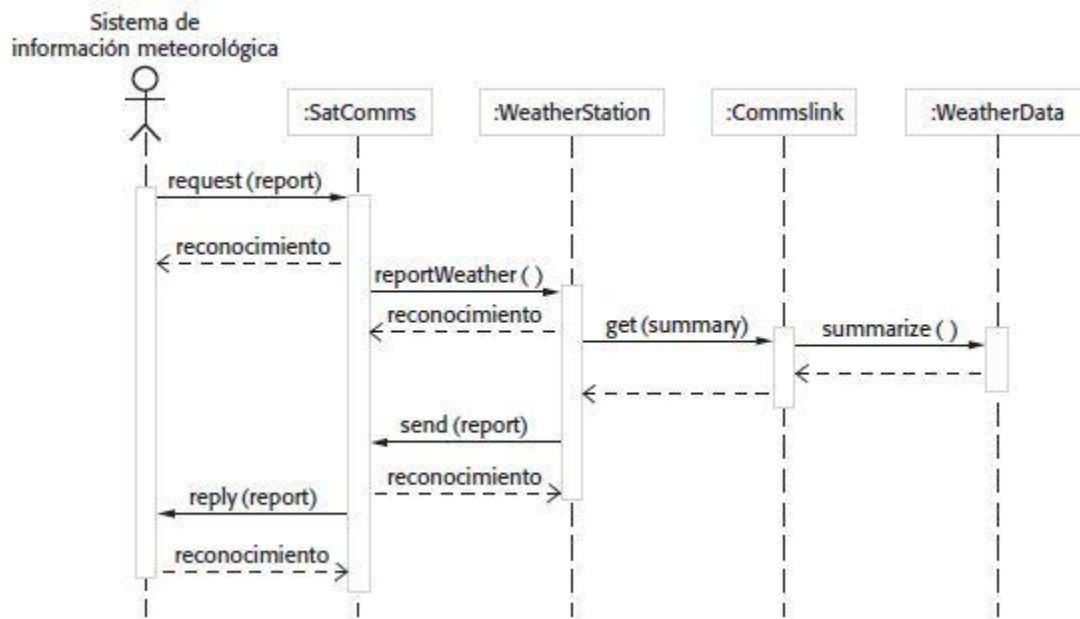 Sistema de
información meteorológica
:SatComms
:WeatherStation
:Commslink
:WeatherData
request (report)
reconocimiento
reportWeather ( )
reconocimiento
get (summary)
summarize ( )
send (report)
reconocimiento
reply (report)
reconocimiento